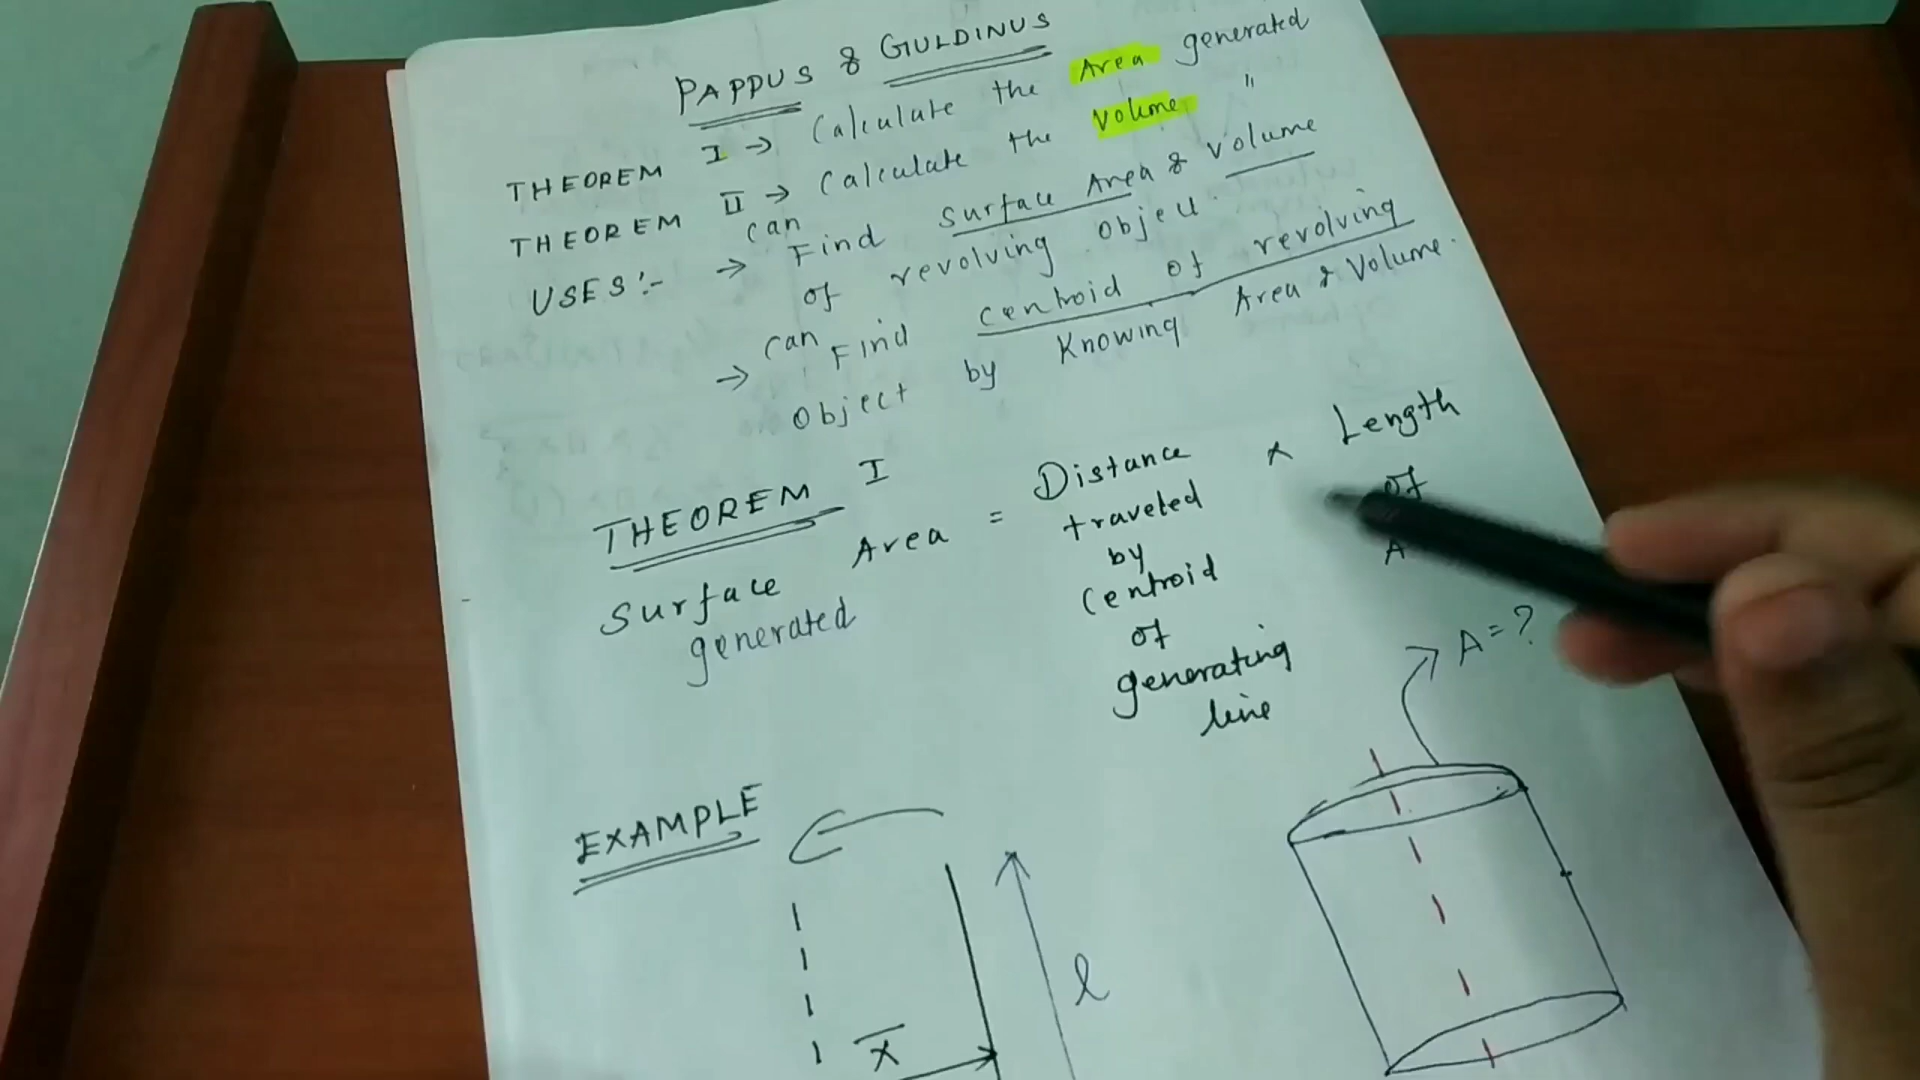 PAPPUS & GULDINUS
THEOREM I → Calculate the Area generated
THEOREM II → Calculate the Volume "
USES:- → can Find surface Area & volume
of revolving object.
→ can Find centroid of revolving
Object by Knowing Area & Volume.
THEOREM I
Surface Area = Distance × Length
generated traveted of
by A
Centroid
of
generating
line
A = ?
EXAMPLE
l
x̄